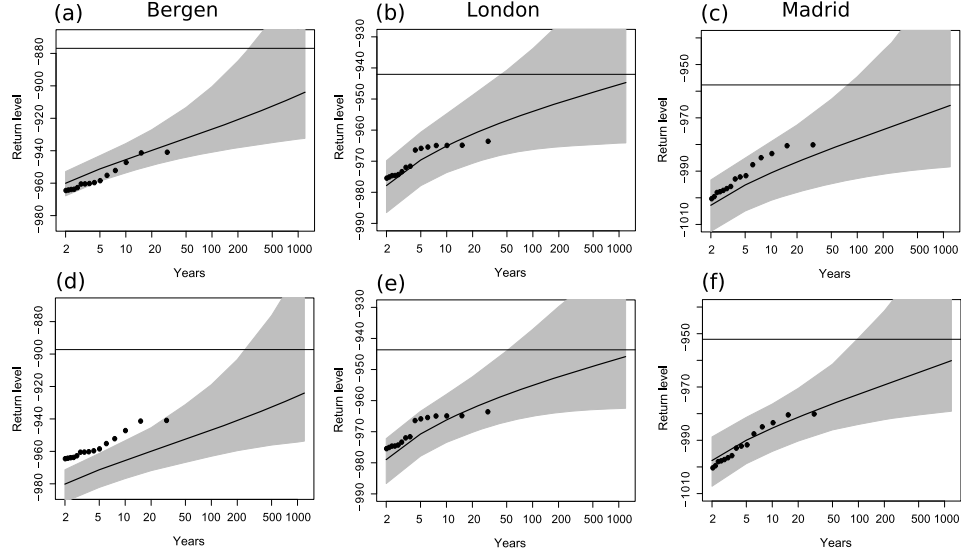 (a) Bergen (b) London (c) Madrid
Return level
−980 −960 −940 −920 −900 −880
2 5 10 20 50 100 200 500 1000
Years
Return level
−990 −980 −970 −960 −950 −940 −930
2 5 10 20 50 100 200 500 1000
Years
Return level
−1010 −990 −980 −970 −950
2 5 10 20 50 100 200 500 1000
Years
(d) (e) (f)
Return level
−980 −960 −940 −920 −900 −880
2 5 10 20 50 100 200 500 1000
Years
Return level
−990 −980 −970 −960 −950 −940 −930
2 5 10 20 50 100 200 500 1000
Years
Return level
−1010 −990 −980 −970 −950
2 5 10 20 50 100 200 500 1000
Years